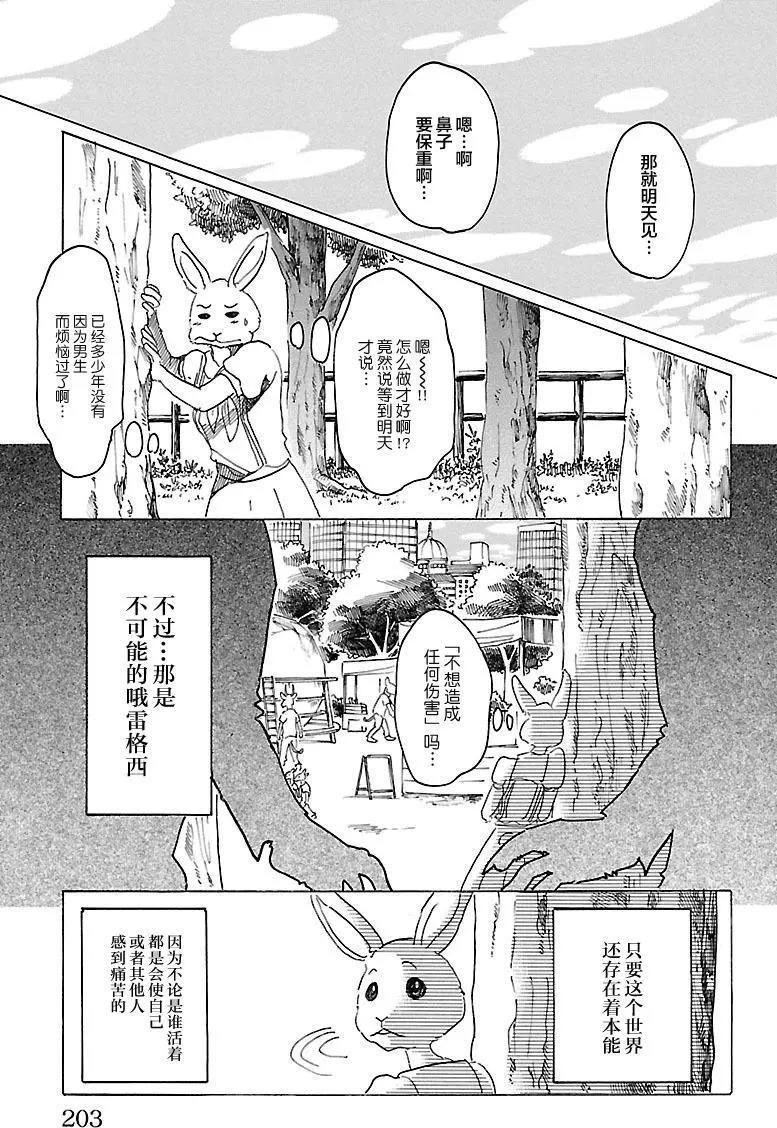 那就明天见…
嗯…啊
鼻子
要保重啊…
嗯~~~!!
怎么做才好啊!?
竟然说等到明天
才说…
已经多少年没有
因为男生
而烦恼过了啊…
「不想造成
任何伤害」吗…
不过…那是
不可能的哦雷格西
只要这个世界
还存在着本能
因为不论是谁活着
都是会使自己
或者其他人
感到痛苦的
203